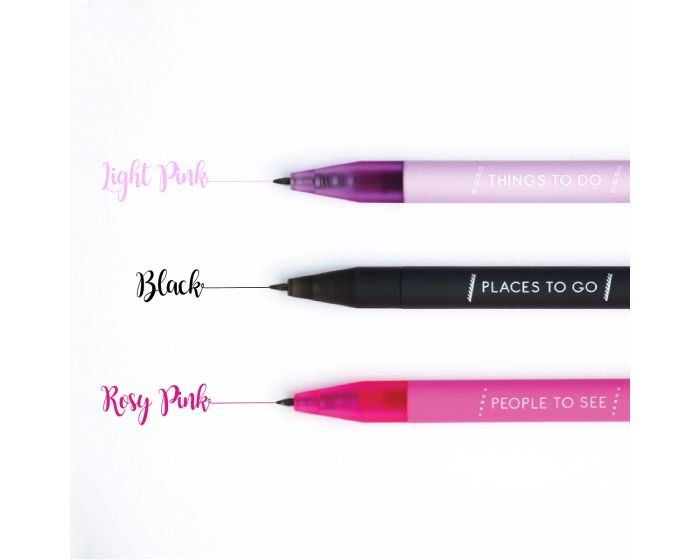 Light Pink
THINGS TO DO
Black
PLACES TO GO
Rosy Pink
PEOPLE TO SEE